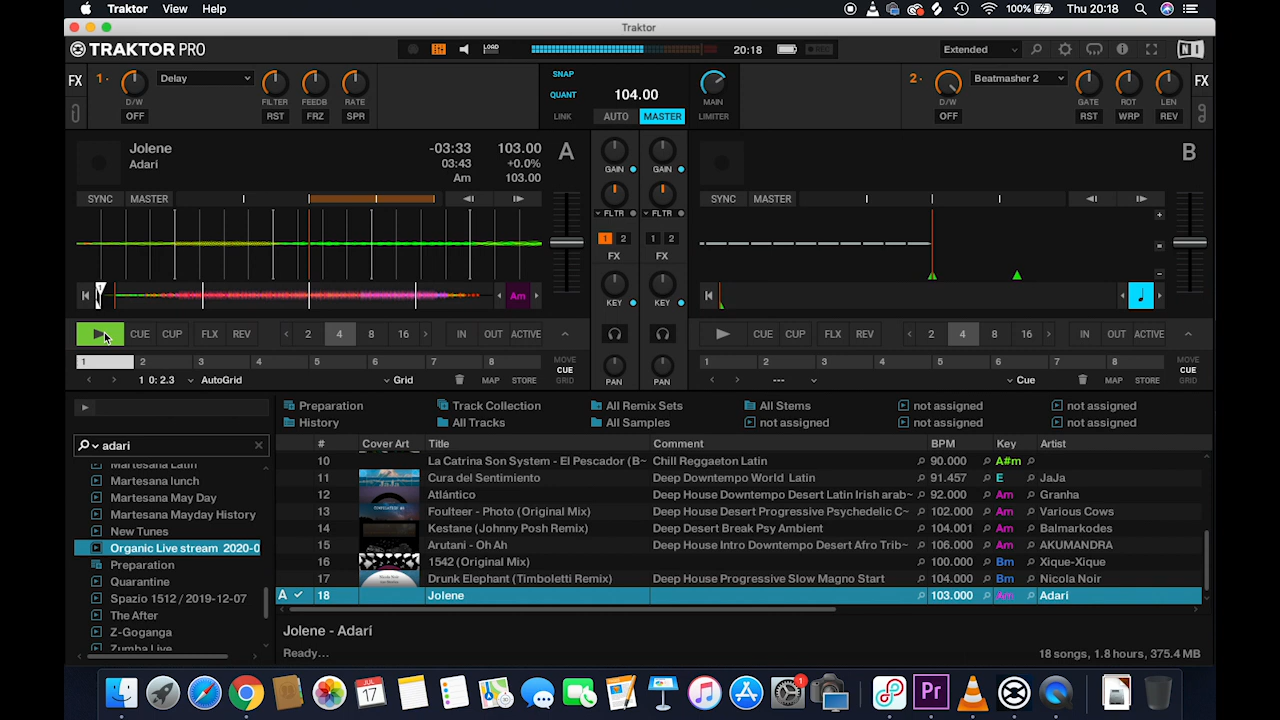 Traktor View Help 100% Thu 20:18
Traktor
TRAKTOR PRO LOAD 20:18 REC Extended
FX 1 Delay SNAP 2 Beatmasher 2 FX
QUANT 104.00
D/W FILTER FEEDB RATE MAIN D/W GATE ROT LEN
OFF RST FRZ SPR LINK AUTO MASTER LIMITER OFF RST WRP REV
Jolene -03:33 103.00 A B
Adari 03:43 +0.0%
Am 103.00 GAIN GAIN
SYNC MASTER SYNC MASTER
FLTR FLTR
1 2 1 2
FX FX
Am KEY KEY
CUE CUP FLX REV 2 4 8 16 IN OUT ACTIVE CUE CUP FLX REV 2 4 8 16 IN OUT ACTIVE
1 2 3 4 5 6 7 8 MOVE 1 2 3 4 5 6 7 8 MOVE
CUE PAN PAN CUE
1 0: 2.3 AutoGrid Grid MAP STORE GRID --- Cue MAP STORE GRID
Preparation Track Collection All Remix Sets All Stems not assigned not assigned
History All Tracks All Samples not assigned not assigned not assigned
adari
# Cover Art Title Comment BPM Key Artist
Martesana Latin
10 La Catrina Son System - El Pescador (B~ Chill Reggaeton Latin 90.000 A#m
Martesana lunch
11 Cura del Sentimiento Deep Downtempo World Latin 91.457 E JaJa
Martesana May Day
12 Atlántico Deep House Downtempo Desert Latin Irish arab~ 92.000 Am Granha
Martesana Mayday History
13 Foulteer - Photo (Original Mix) Deep House Desert Progressive Psychedelic C~ 102.000 Am Various Cows
New Tunes
14 Kestane (Johnny Posh Remix) Deep Desert Break Psy Ambient 104.001 Am Balmarkodes
Organic Live stream 2020-0
15 Arutani - Oh Ah Deep House Intro Downtempo Desert Afro Trib~ 106.000 Am AKUMANDRA
Preparation
16 1542 (Original Mix) 100.000 Bm Xique-Xique
Quarantine
17 Drunk Elephant (Timboletti Remix) Deep House Progressive Slow Magno Start 104.000 Bm Nicola Noir
Spazio 1512 / 2019-12-07
A 18 Jolene 103.000 Am Adarí
The After
Z-Goganga
Jolene - Adarí
Zumba Live
Ready...
18 songs, 1.8 hours, 375.4 MB
JUL
17
1
Pr